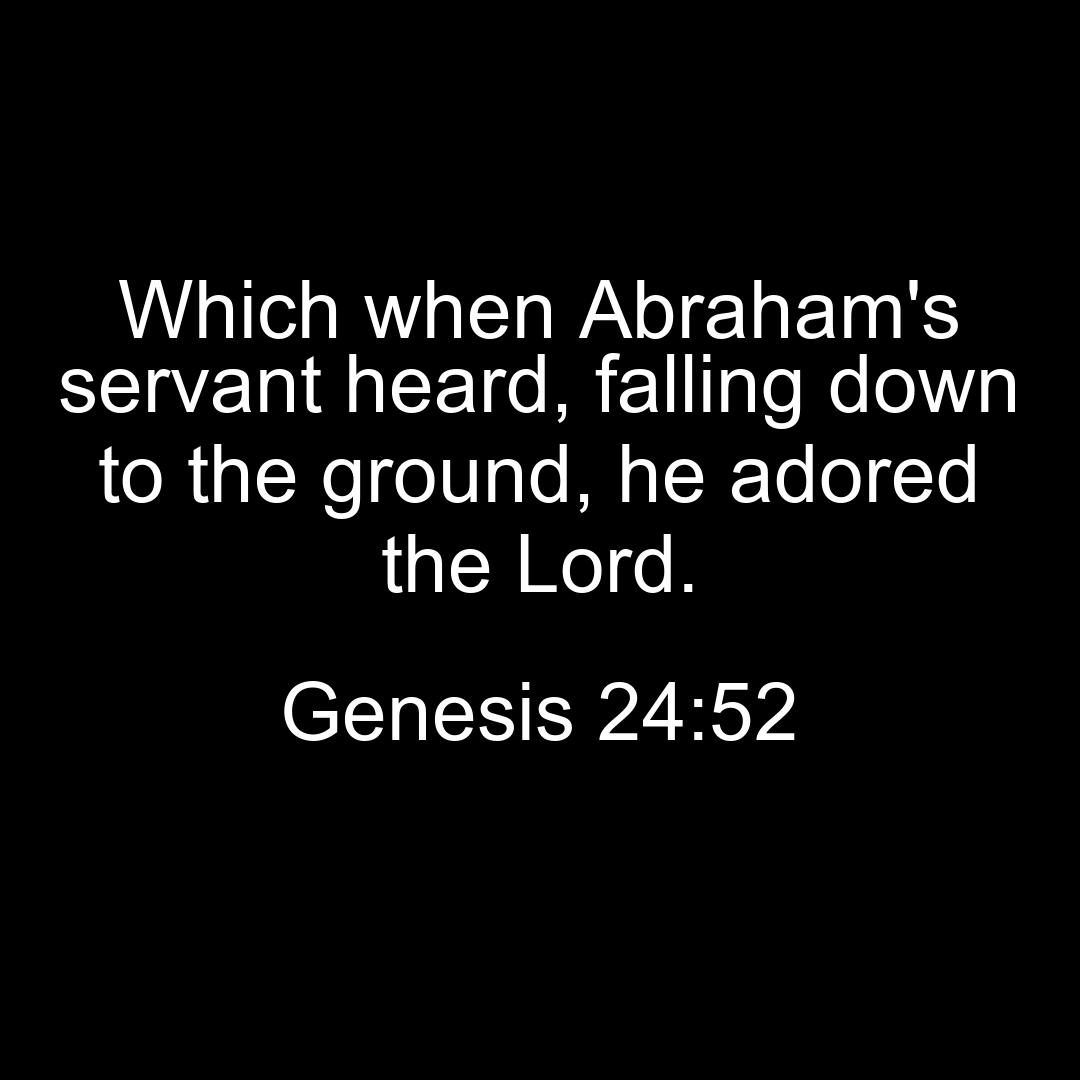 Which when Abraham's
servant heard, falling down
to the ground, he adored
the Lord.
Genesis 24:52